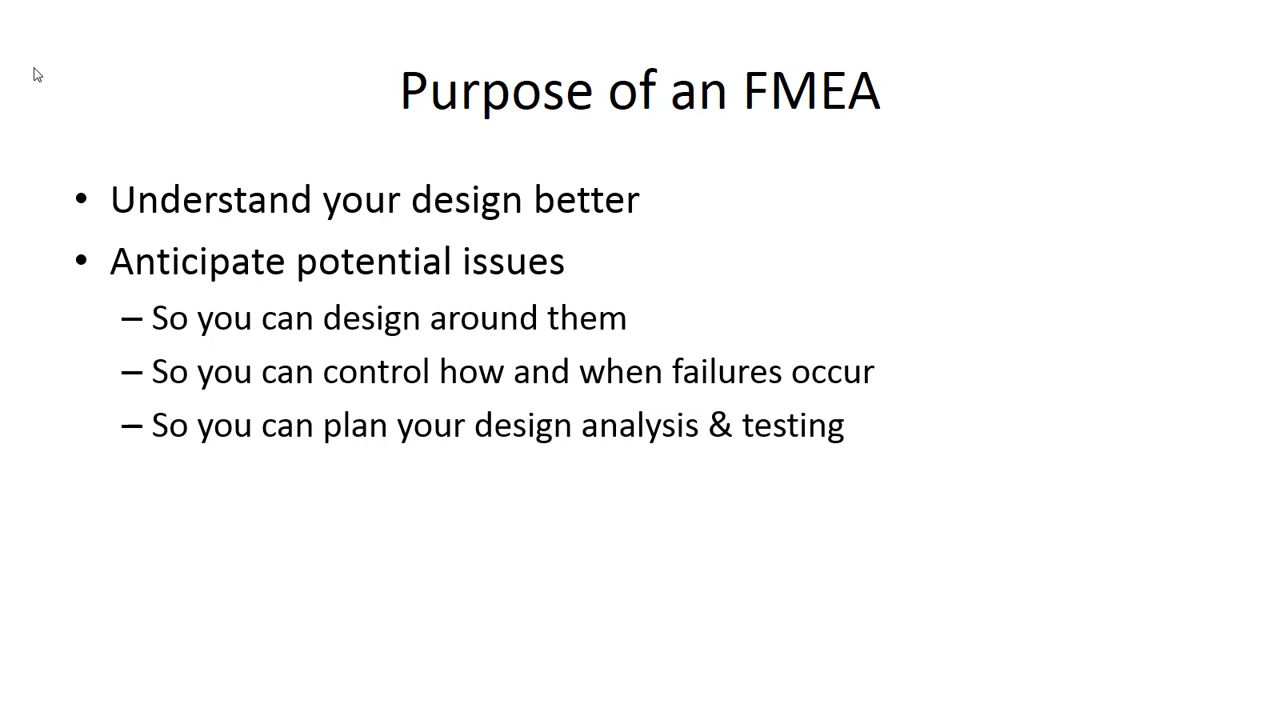 Purpose of an FMEA
• Understand your design better
• Anticipate potential issues
– So you can design around them
– So you can control how and when failures occur
– So you can plan your design analysis & testing